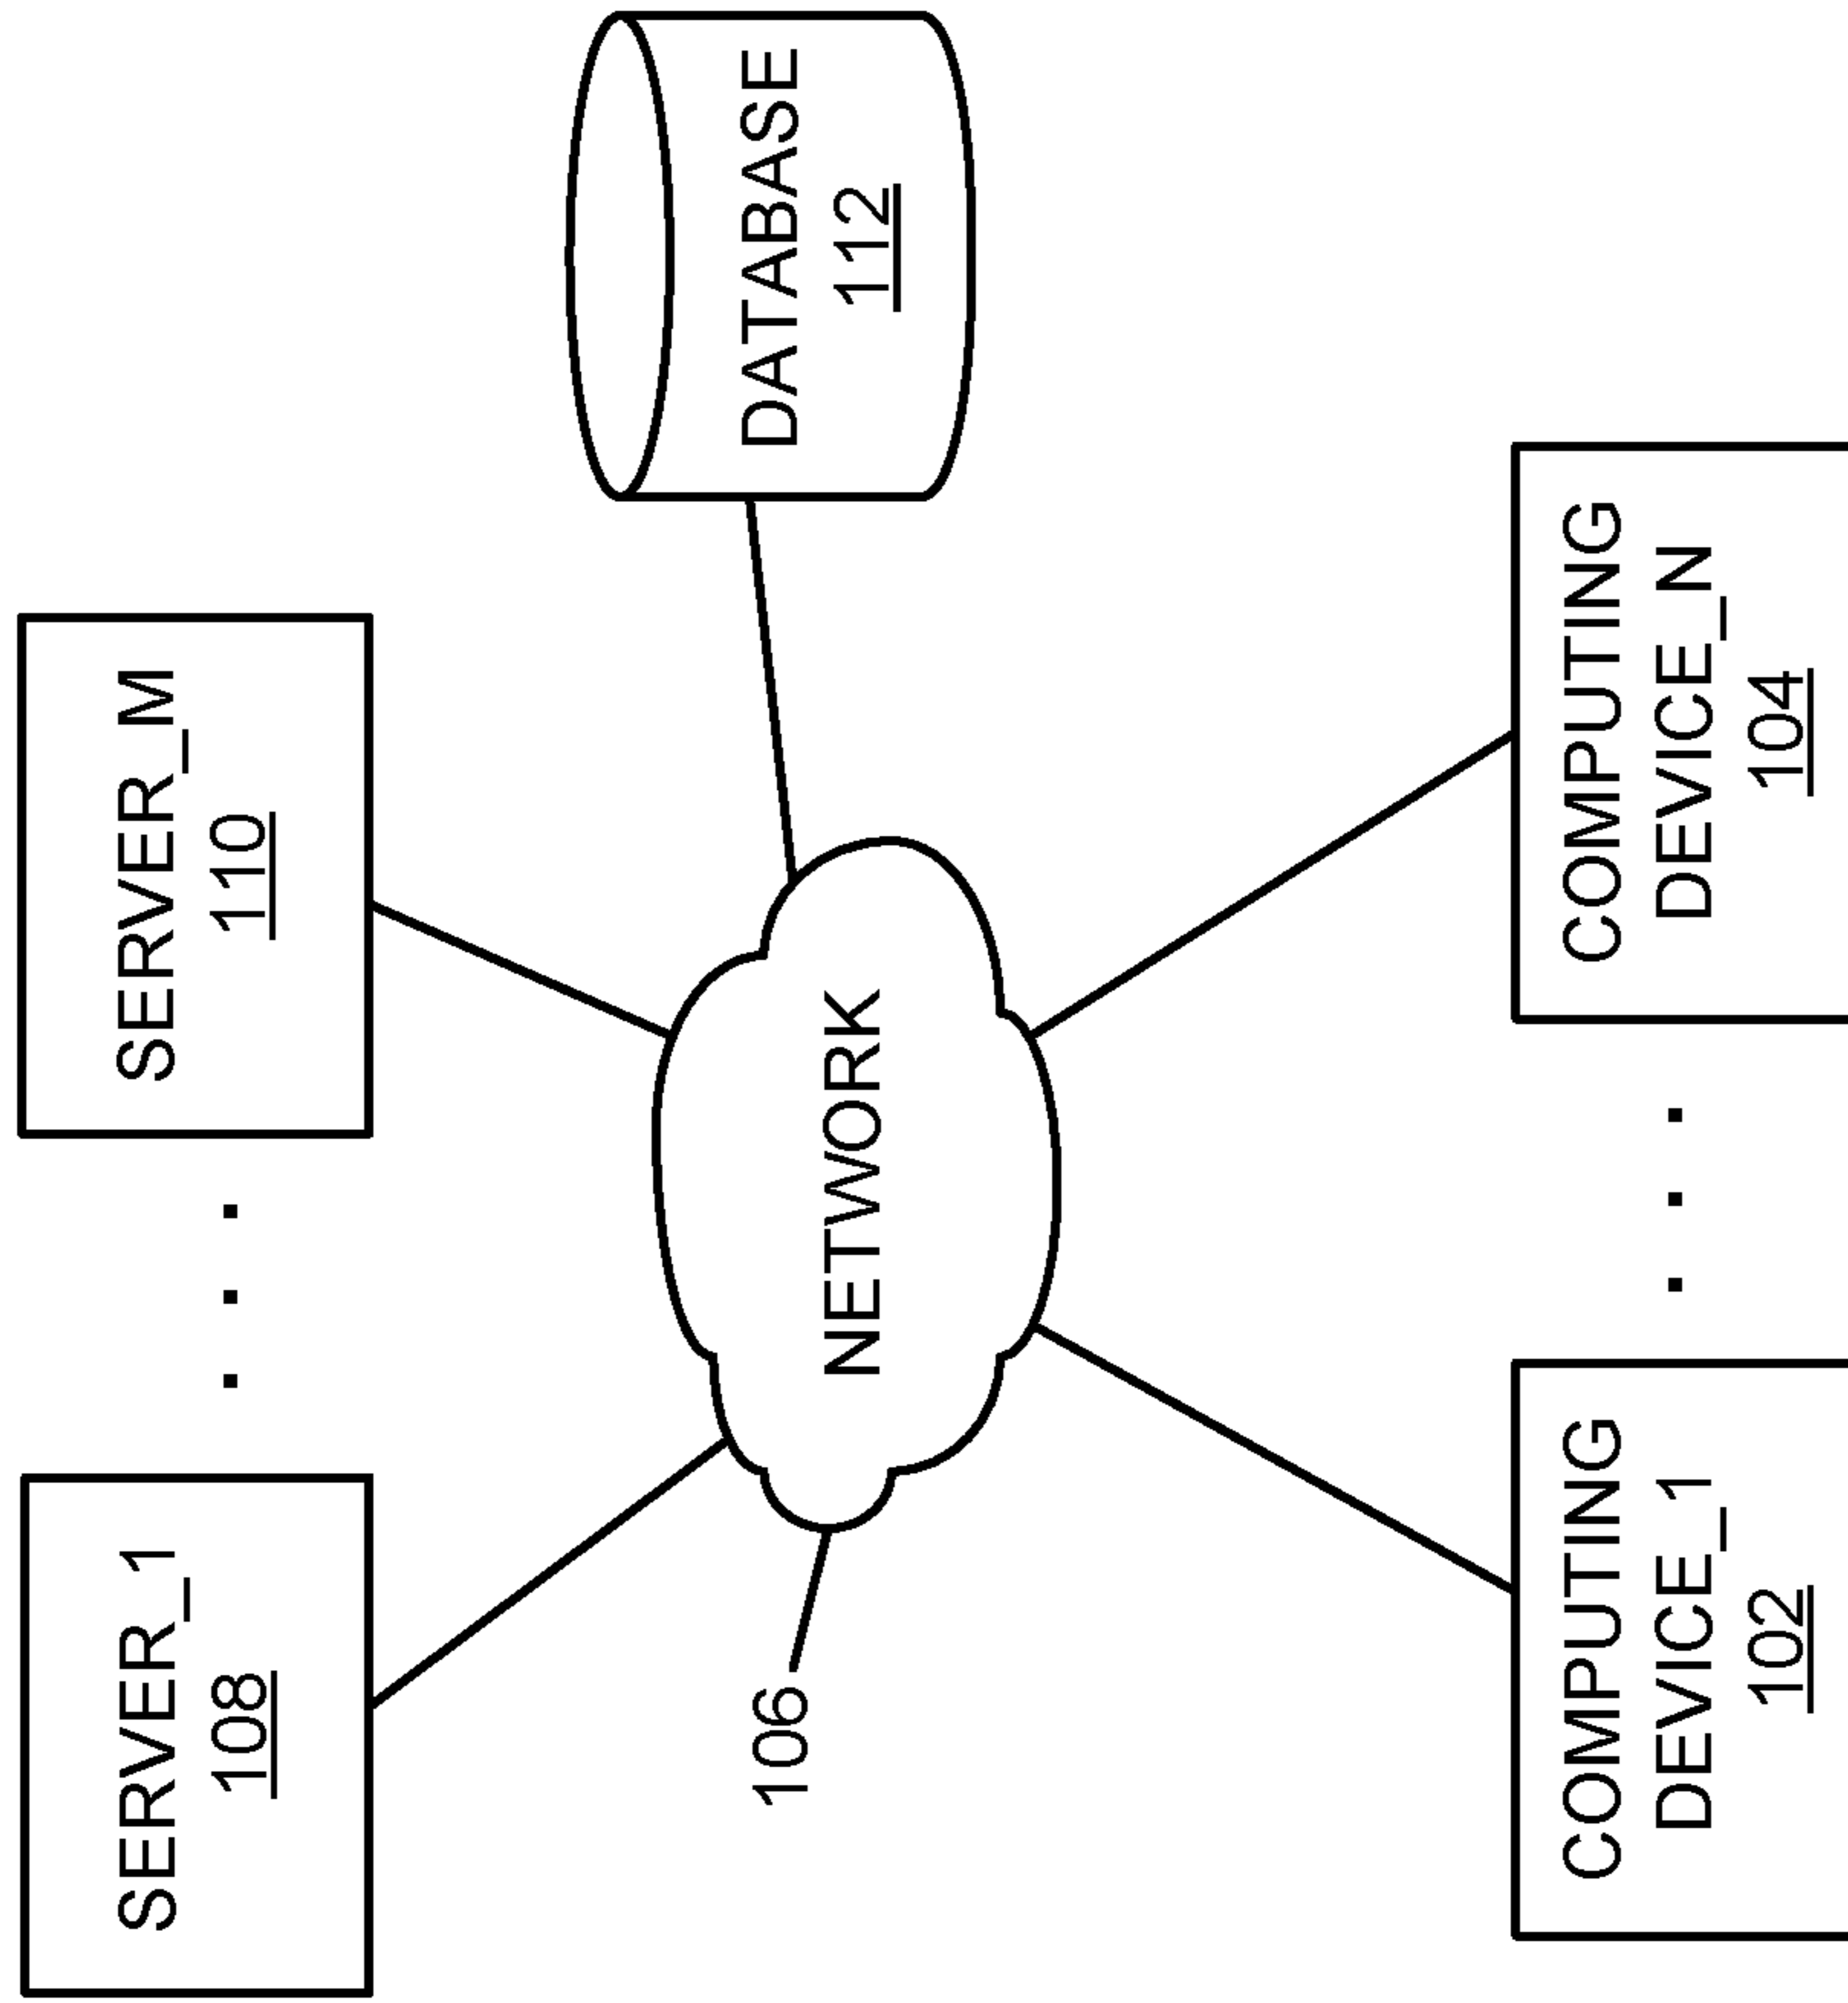 SERVER_1
108
SERVER_M
110
DATABASE
112
NETWORK
106
COMPUTING
DEVICE_1
102
COMPUTING
DEVICE_N
104